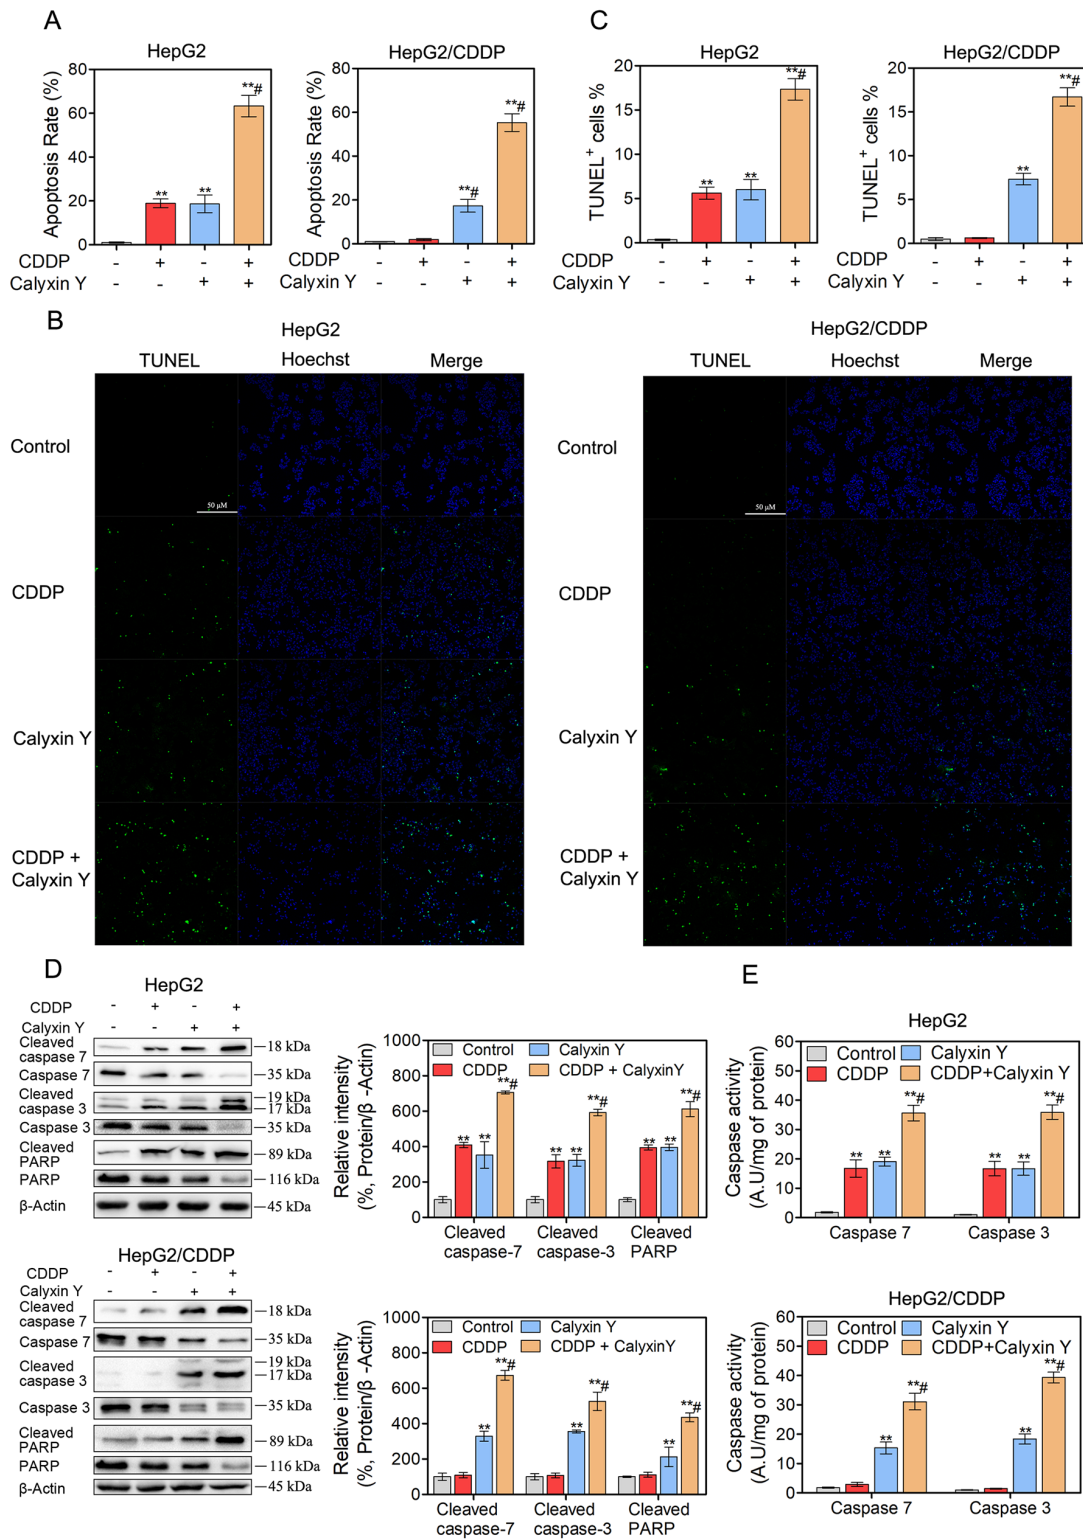 A
HepG2
Apoptosis Rate (%)
80
60
40
20
0
**
**
**#
CDDP - + - +
Calyxin Y - - + +
HepG2/CDDP
Apoptosis Rate (%)
80
60
40
20
0
**#
**#
CDDP - + - +
Calyxin Y - - + +
C
HepG2
TUNEL+ cells %
20
15
10
5
0
**
**
**#
CDDP - + - +
Calyxin Y - - + +
HepG2/CDDP
TUNEL+ cells %
20
15
10
5
0
**
**#
CDDP - + - +
Calyxin Y - - + +
B
HepG2
TUNEL Hoechst Merge
Control
50 μM
CDDP
Calyxin Y
CDDP +
Calyxin Y
HepG2/CDDP
TUNEL Hoechst Merge
Control
50 μM
CDDP
Calyxin Y
CDDP +
Calyxin Y
D
HepG2
CDDP - + - +
Calyxin Y - - + +
Cleaved
caspase 7
18 kDa
Caspase 7
35 kDa
Cleaved
caspase 3
19 kDa
17 kDa
Caspase 3
35 kDa
Cleaved
PARP
89 kDa
PARP
116 kDa
β-Actin
45 kDa
Relative intensity
(%, Protein/β -Actin)
1000
800
600
400
200
0
Control
CDDP
Calyxin Y
CDDP + CalyxinY
**
**
**#
**
**
**#
**
**
**#
Cleaved
caspase-7
Cleaved
caspase-3
Cleaved
PARP
HepG2/CDDP
CDDP - + - +
Calyxin Y - - + +
Cleaved
caspase 7
18 kDa
Caspase 7
35 kDa
Cleaved
caspase 3
19 kDa
17 kDa
Caspase 3
35 kDa
Cleaved
PARP
89 kDa
PARP
116 kDa
β-Actin
45 kDa
Relative intensity
(%, Protein/β -Actin)
1000
800
600
400
200
0
Control
CDDP
Calyxin Y
CDDP + CalyxinY
**
**#
**
**#
**
**#
Cleaved
caspase-7
Cleaved
caspase-3
Cleaved
PARP
E
HepG2
Caspase activity
(A.U/mg of protein)
60
50
40
30
20
10
0
Control
CDDP
Calyxin Y
CDDP+Calyxin Y
**
**
**#
**
**
**#
Caspase 7
Caspase 3
HepG2/CDDP
Caspase activity
(A.U/mg of protein)
60
50
40
30
20
10
0
Control
CDDP
Calyxin Y
CDDP+Calyxin Y
**
**#
**
**#
Caspase 7
Caspase 3